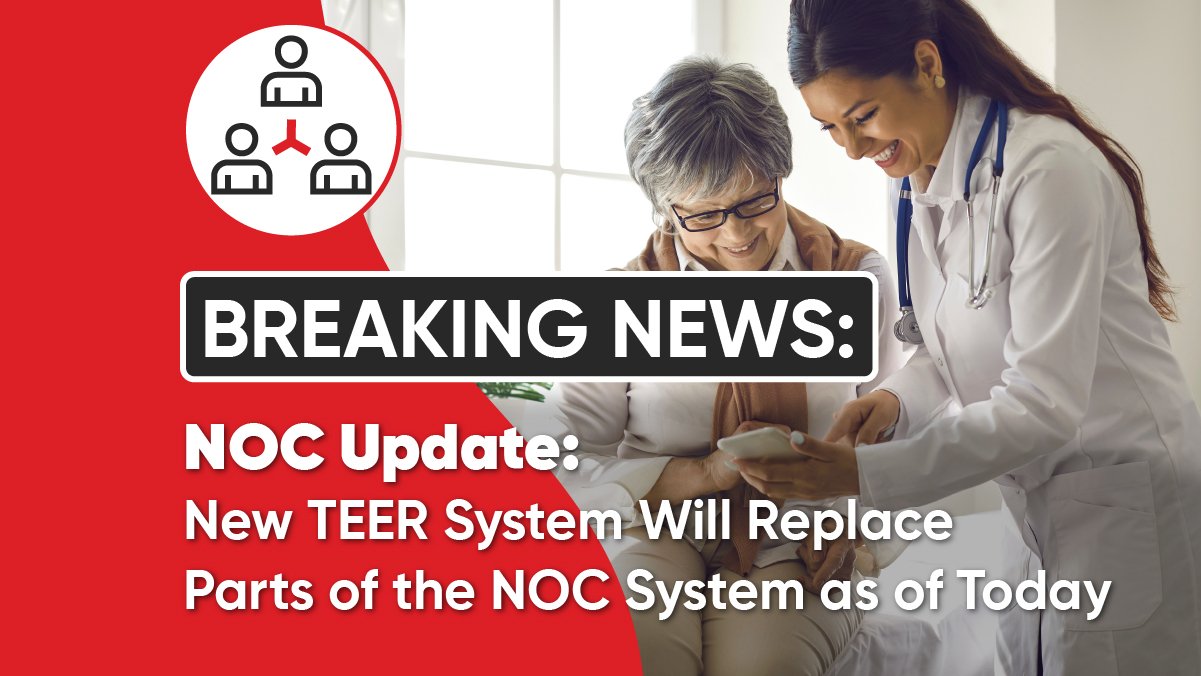 BREAKING NEWS:
NOC Update:
New TEER System Will Replace
Parts of the NOC System as of Today